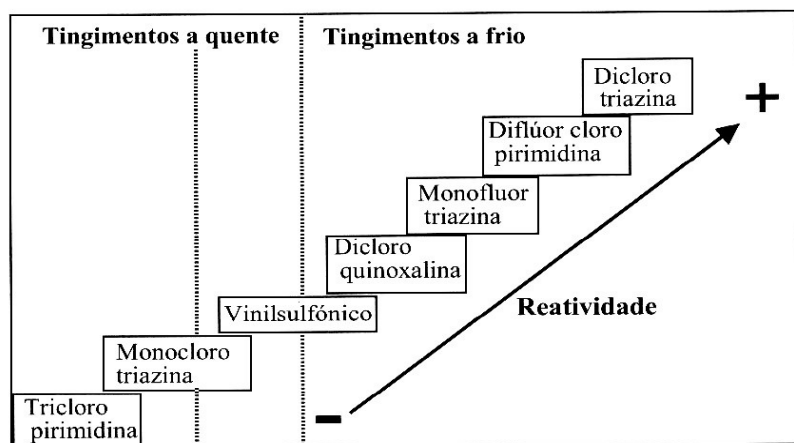 Tingimentos a quente
Tingimentos a frio
Dicloro
triazina
+
Diflúor cloro
pirimidina
Monofluor
triazina
Dicloro
quinoxalina
Reatividade
Vinilsulfónico
Monocloro
triazina
-
Tricloro
pirimidina